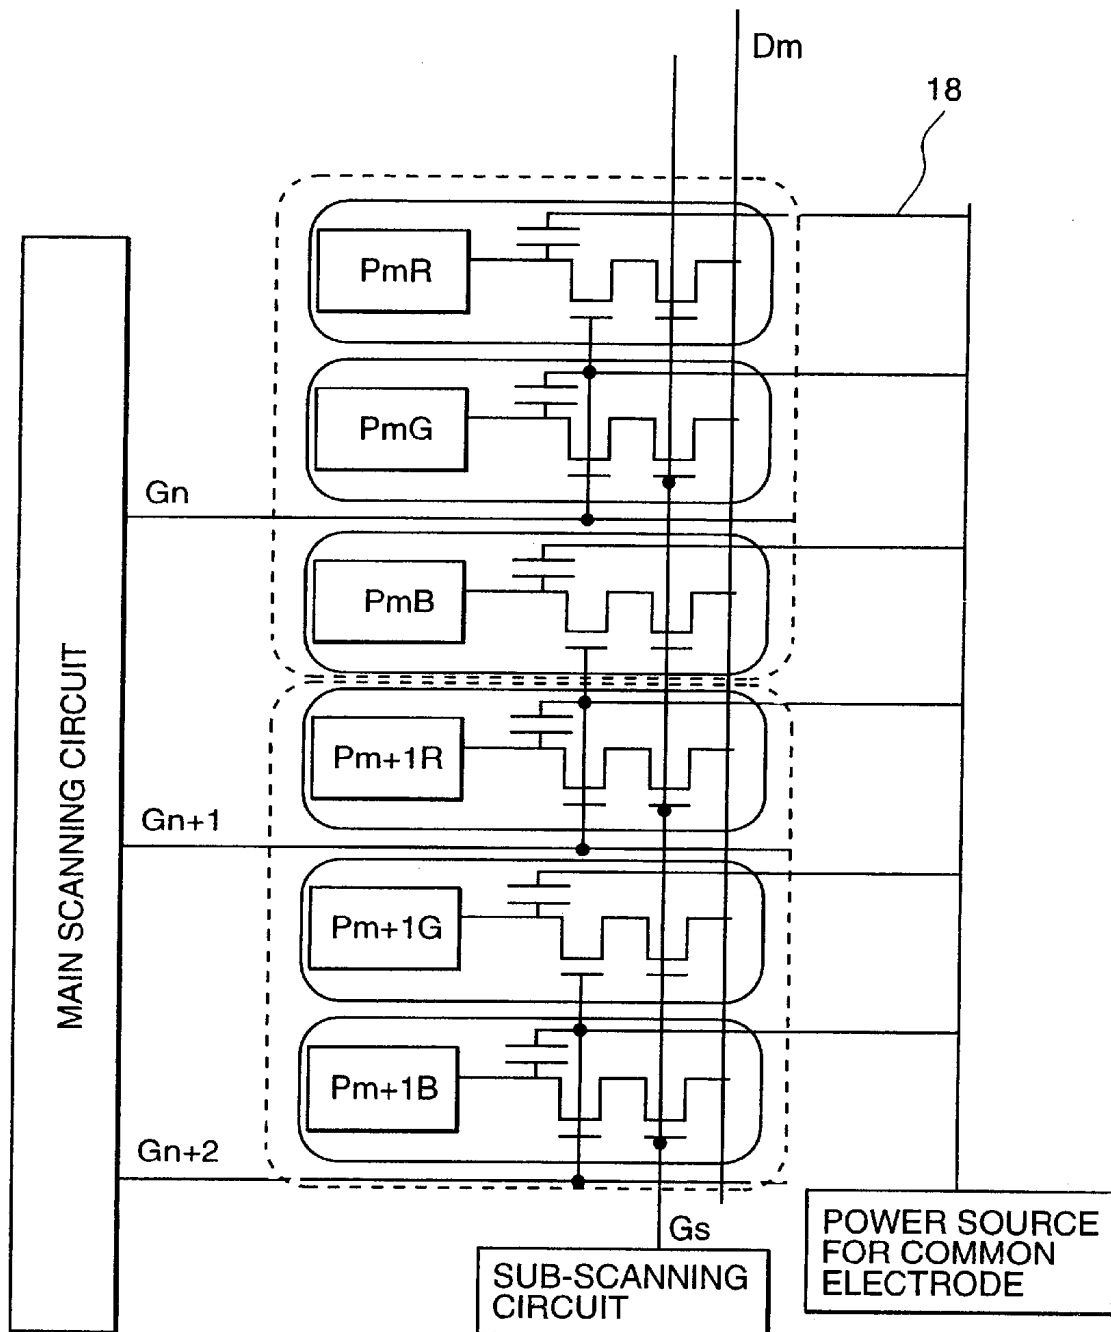 Dm
18
PmR
PmG
Gn
PmB
Pm+1R
Gn+1
Pm+1G
Pm+1B
Gn+2
MAIN SCANNING CIRCUIT
Gs
SUB-SCANNING
CIRCUIT
POWER SOURCE
FOR COMMON
ELECTRODE